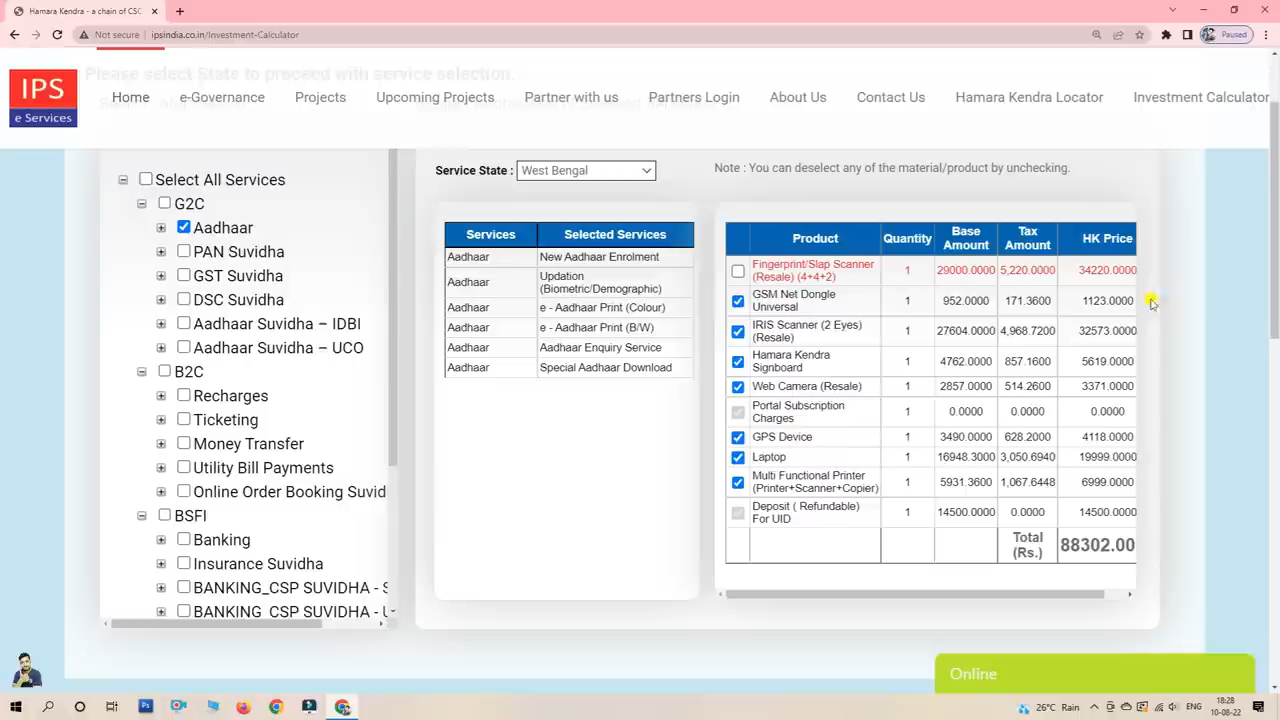 Hamara Kendra - a chain of CSC
Not secure | ipsindia.co.in/Investment-Calculator
Paused
Please select State to proceed with service selection.
IPS
e Services
Home e-Governance Projects Upcoming Projects Partner with us Partners Login About Us Contact Us Hamara Kendra Locator Investment Calculator
Select All Services
G2C
Aadhaar
PAN Suvidha
GST Suvidha
DSC Suvidha
Aadhaar Suvidha – IDBI
Aadhaar Suvidha – UCO
B2C
Recharges
Ticketing
Money Transfer
Utility Bill Payments
Online Order Booking Suvid
BSFI
Banking
Insurance Suvidha
BANKING_CSP SUVIDHA - S
BANKING_CSP SUVIDHA - U
Service State : West Bengal
Note : You can deselect any of the material/product by unchecking.
Services Selected Services
Aadhaar New Aadhaar Enrolment
Aadhaar Updation
(Biometric/Demographic)
Aadhaar e - Aadhaar Print (Colour)
Aadhaar e - Aadhaar Print (B/W)
Aadhaar Aadhaar Enquiry Service
Aadhaar Special Aadhaar Download
Product Quantity Base Amount Tax Amount HK Price
Fingerprint/Slap Scanner
(Resale) (4+4+2) 1 29000.0000 5,220.0000 34220.0000
GSM Net Dongle
Universal 1 952.0000 171.3600 1123.0000
IRIS Scanner (2 Eyes)
(Resale) 1 27604.0000 4,968.7200 32573.0000
Hamara Kendra
Signboard 1 4762.0000 857.1600 5619.0000
Web Camera (Resale) 1 2857.0000 514.2600 3371.0000
Portal Subscription
Charges 1 0.0000 0.0000 0.0000
GPS Device 1 3490.0000 628.2000 4118.0000
Laptop 1 16948.3000 3,050.6940 19999.0000
Multi Functional Printer
(Printer+Scanner+Copier) 1 5931.3600 1,067.6448 6999.0000
Deposit ( Refundable)
For UID 1 14500.0000 0.0000 14500.0000
Total
(Rs.) 88302.00
Online
26°C Rain ENG 18:28
10-08-22